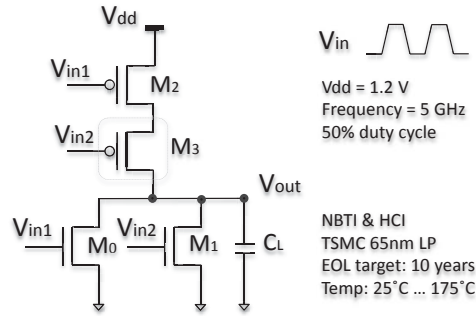 Vdd
Vin1
M2
Vin2
M3
Vout
Vin1
M0
Vin2
M1
CL
Vin
Vdd = 1.2 V
Frequency = 5 GHz
50% duty cycle
NBTI & HCI
TSMC 65nm LP
EOL target: 10 years
Temp: 25°C ... 175°C